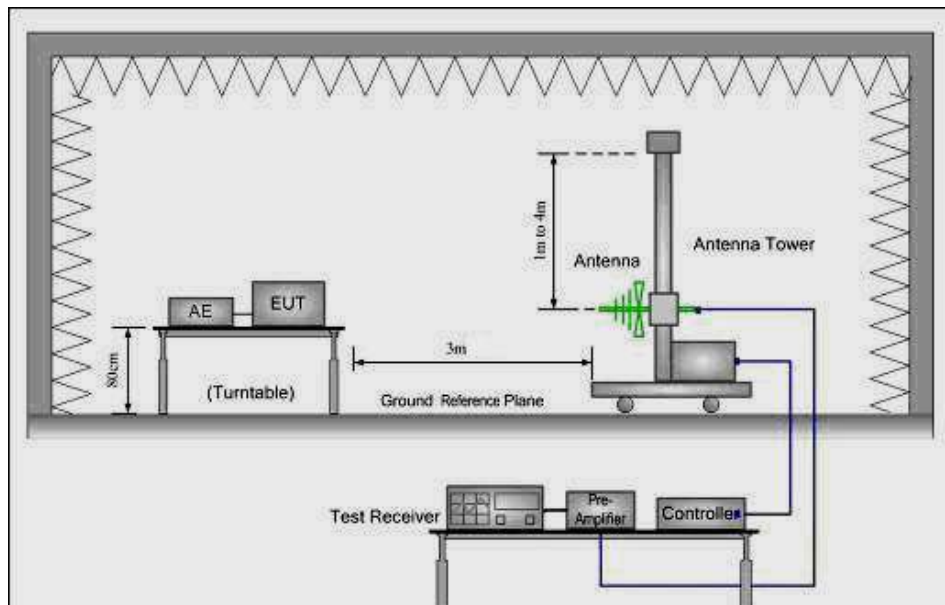 1m to 4m
Antenna
Antenna Tower
AE
EUT
80cm
3m
(Turntable)
Ground Reference Plane
Test Receiver
Pre-
Amplifier
Controller